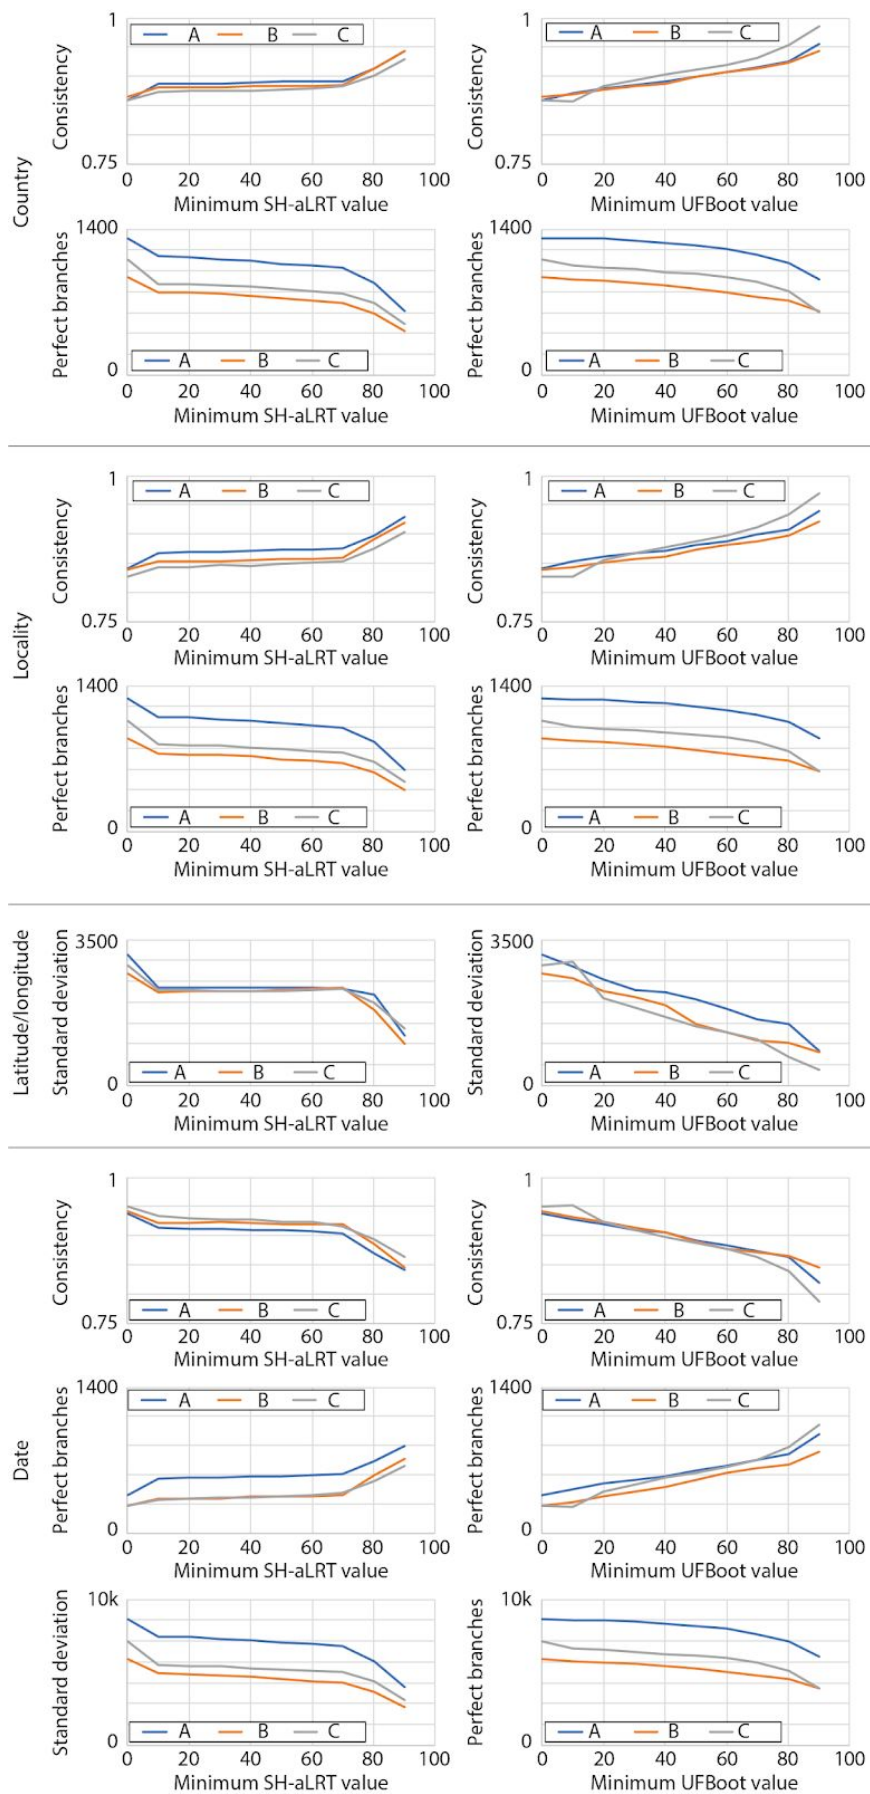 Country
1
A B C
Consistency
0.75
0 20 40 60 80 100
Minimum SH-aLRT value
1
A B C
Consistency
0.75
0 20 40 60 80 100
Minimum UFBoot value
1400
Perfect branches
A B C
0
0 20 40 60 80 100
Minimum SH-aLRT value
1400
Perfect branches
A B C
0
0 20 40 60 80 100
Minimum UFBoot value
Locality
1
A B C
Consistency
0.75
0 20 40 60 80 100
Minimum SH-aLRT value
1
A B C
Consistency
0.75
0 20 40 60 80 100
Minimum UFBoot value
1400
Perfect branches
A B C
0
0 20 40 60 80 100
Minimum SH-aLRT value
1400
Perfect branches
A B C
0
0 20 40 60 80 100
Minimum UFBoot value
Latitude/longitude
3500
Standard deviation
A B C
0
0 20 40 60 80 100
Minimum SH-aLRT value
3500
Standard deviation
A B C
0
0 20 40 60 80 100
Minimum UFBoot value
Date
1
Consistency
A B C
0.75
0 20 40 60 80 100
Minimum SH-aLRT value
1
Consistency
A B C
0.75
0 20 40 60 80 100
Minimum UFBoot value
1400
A B C
Perfect branches
0
0 20 40 60 80 100
Minimum SH-aLRT value
1400
A B C
Perfect branches
0
0 20 40 60 80 100
Minimum UFBoot value
10k
Standard deviation
A B C
0
0 20 40 60 80 100
Minimum SH-aLRT value
10k
Perfect branches
A B C
0
0 20 40 60 80 100
Minimum UFBoot value